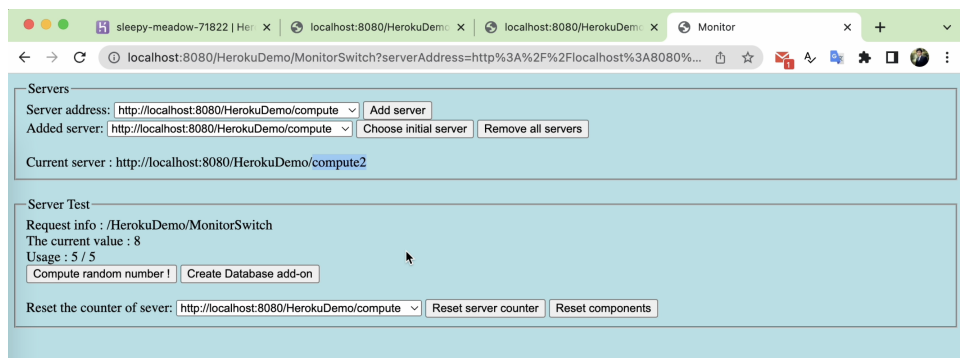 sleepy-meadow-71822 | Her
localhost:8080/HerokuDemo
localhost:8080/HerokuDemo
Monitor
localhost:8080/HerokuDemo/MonitorSwitch?serverAddress=http%3A%2F%2Flocalhost%3A8080%...
1
Servers
Server address: http://localhost:8080/HerokuDemo/compute Add server
Added server: http://localhost:8080/HerokuDemo/compute Choose initial server Remove all servers
Current server : http://localhost:8080/HerokuDemo/compute2
Server Test
Request info : /HerokuDemo/MonitorSwitch
The current value : 8
Usage : 5 / 5
Compute random number ! Create Database add-on
Reset the counter of sever: http://localhost:8080/HerokuDemo/compute Reset server counter Reset components